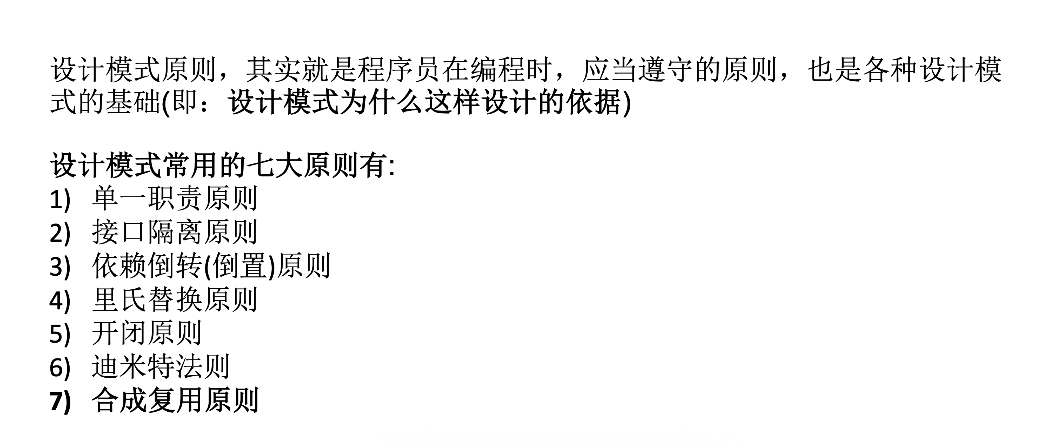 设计模式原则，其实就是程序员在编程时，应当遵守的原则，也是各种设计模
式的基础(即：设计模式为什么这样设计的依据)
设计模式常用的七大原则有:
1) 单一职责原则
2) 接口隔离原则
3) 依赖倒转(倒置)原则
4) 里氏替换原则
5) 开闭原则
6) 迪米特法则
7) 合成复用原则